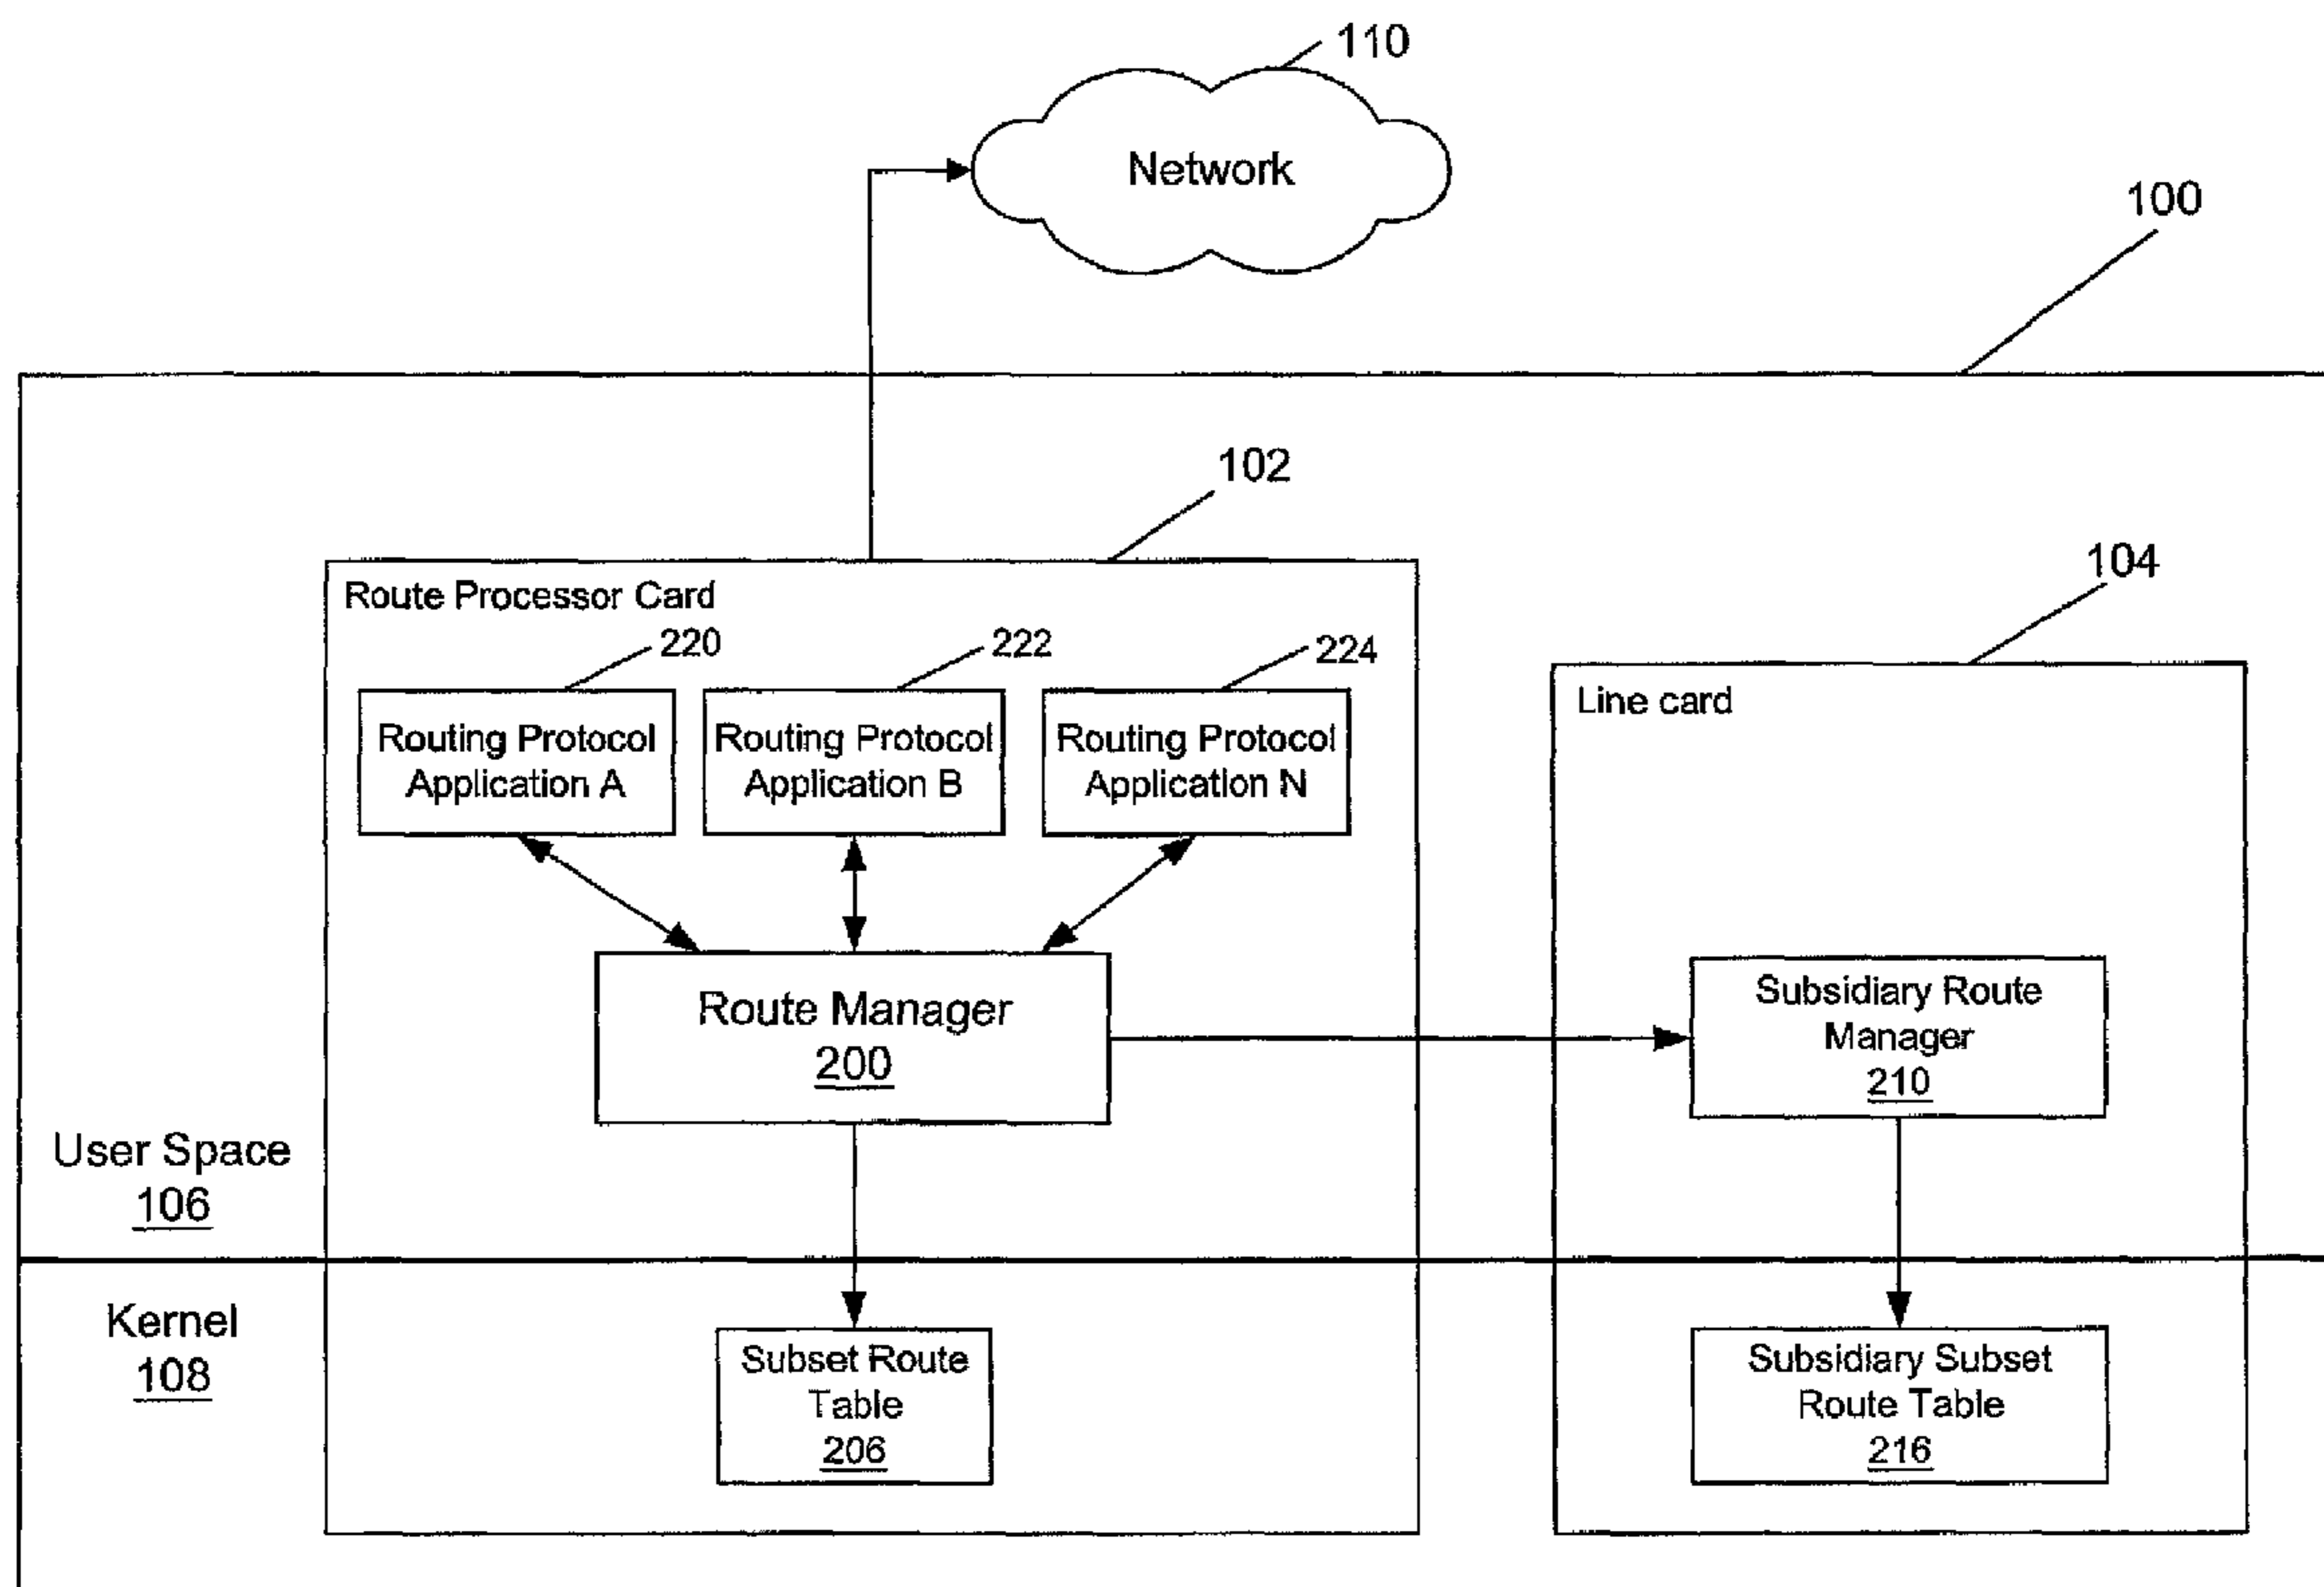 110
Network
100
102
104
Route Processor Card
220
222
224
Line card
Routing Protocol
Application A
Routing Protocol
Application B
Routing Protocol
Application N
Route Manager
200
Subsidiary Route
Manager
210
User Space
106
Kernel
108
Subset Route
Table
206
Subsidiary Subset
Route Table
216